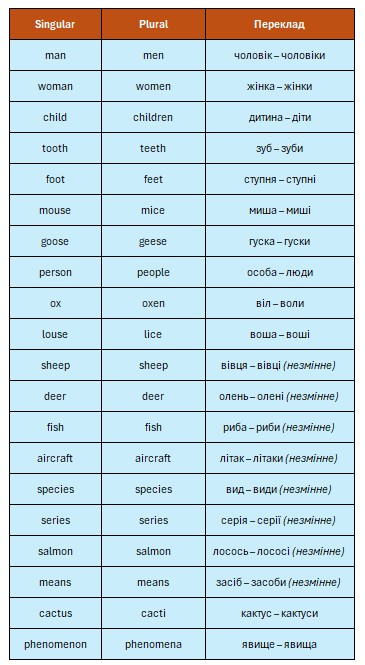 Singular Plural Переклад
man men чоловік – чоловіки
woman women жінка – жінки
child children дитина – діти
tooth teeth зуб – зуби
foot feet ступня – ступні
mouse mice миша – миші
goose geese гуска – гуски
person people особа – люди
ox oxen віл – воли
louse lice воша – воші
sheep sheep вівця – вівці (незмінне)
deer deer олень – олені (незмінне)
fish fish риба – риби (незмінне)
aircraft aircraft літак – літаки (незмінне)
species species вид – види (незмінне)
series series серія – серії (незмінне)
salmon salmon лосось – лососі (незмінне)
means means засіб – засоби (незмінне)
cactus cacti кактус – кактуси
phenomenon phenomena явище – явища